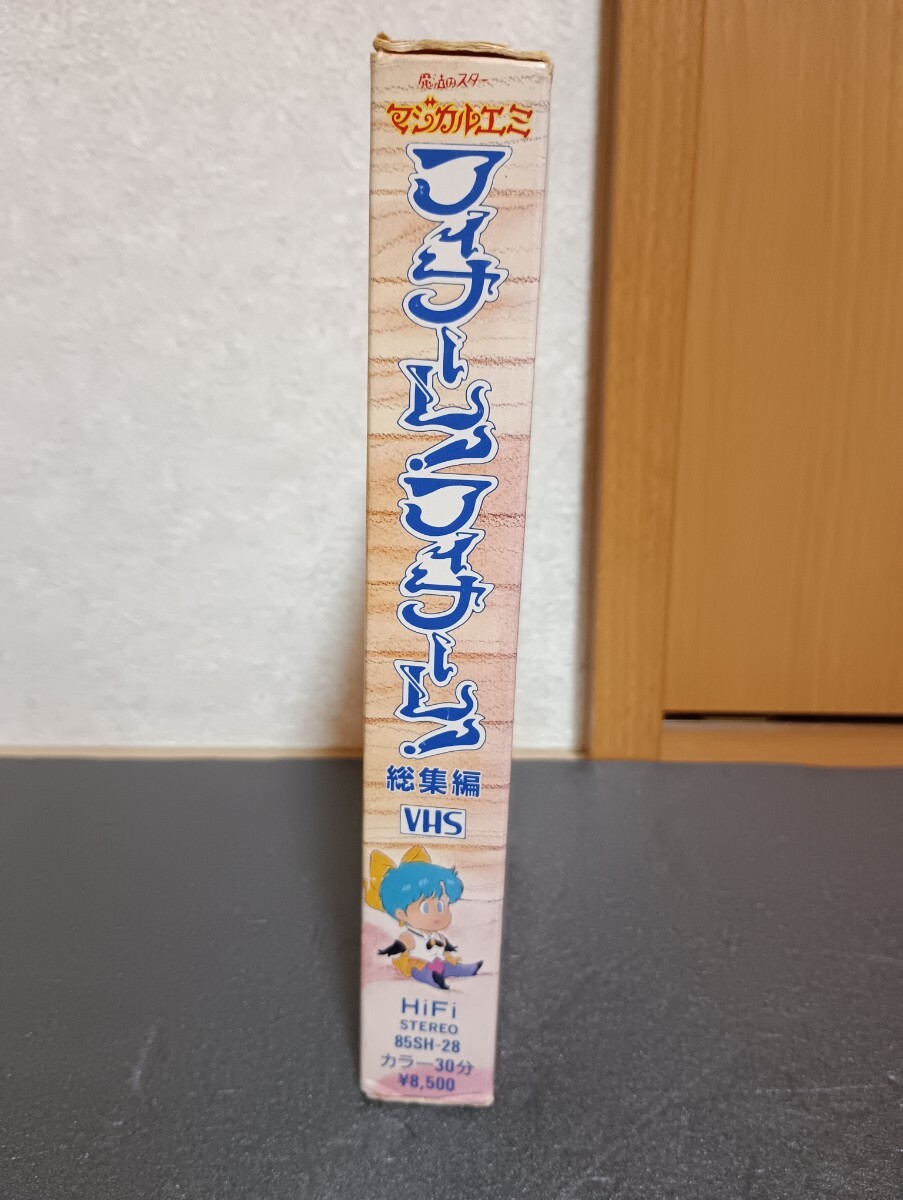 魔法のスター
マジカルエミ
フィナーレ!フィナーレ!
総集編
VHS
HiFi
STEREO
85SH-28
カラー30分
¥8,500